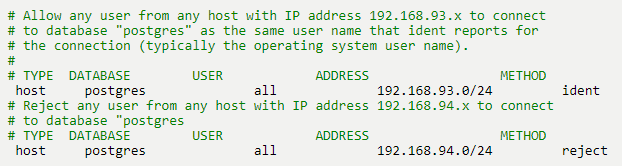 # Allow any user from any host with IP address 192.168.93.x to connect
# to database "postgres" as the same user name that ident reports for
# the connection (typically the operating system user name).
#
# TYPE  DATABASE        USER            ADDRESS                 METHOD
 host     postgres              all             192.168.93.0/24         ident
# Reject any user from any host with IP address 192.168.94.x to connect
# to database "postgres
# TYPE  DATABASE        USER            ADDRESS                 METHOD
 host     postgres              all             192.168.94.0/24         reject